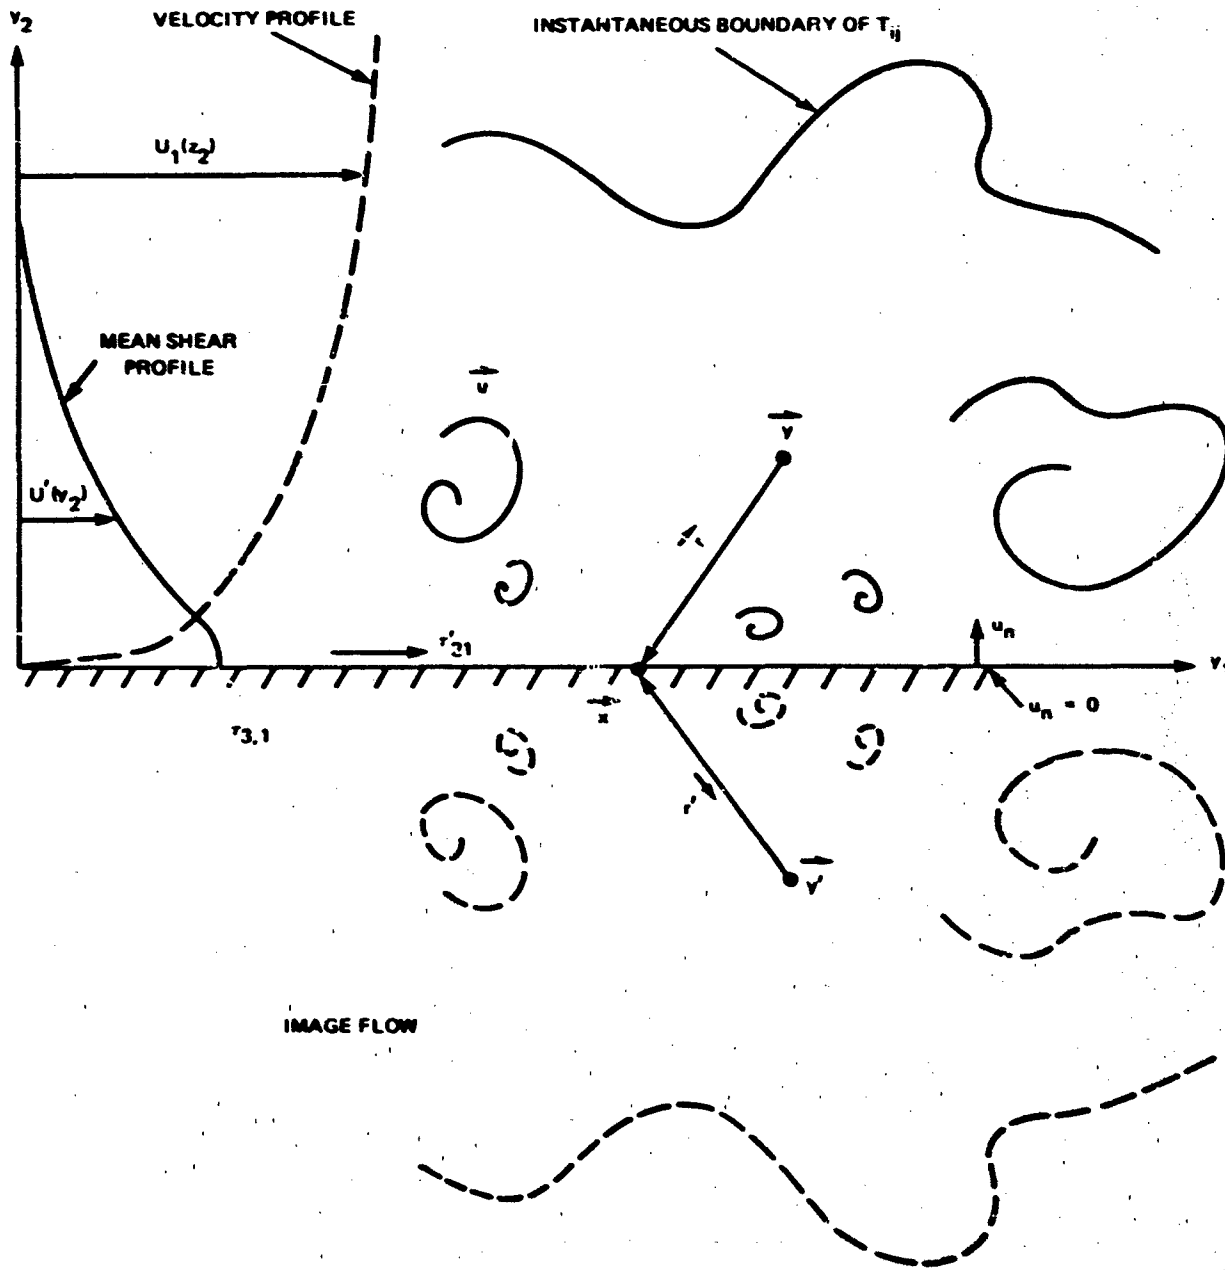 y₂
VELOCITY PROFILE
INSTANTANEOUS BOUNDARY OF Tᵢⱼ
U₁(z₂)
MEAN SHEAR
PROFILE
u⃗
y⃗
U'(y₂)
r⃗
τ'₂₁
uₙ
x⃗
uₙ = 0
τ₃,₁
r'
y⃗'
IMAGE FLOW